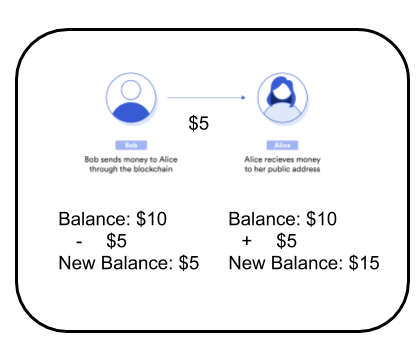 $5
Bob
Bob sends money to Alice
through the blockchain
Alice
Alice recieves money
to her public address
Balance: $10
- $5
New Balance: $5
Balance: $10
+ $5
New Balance: $15